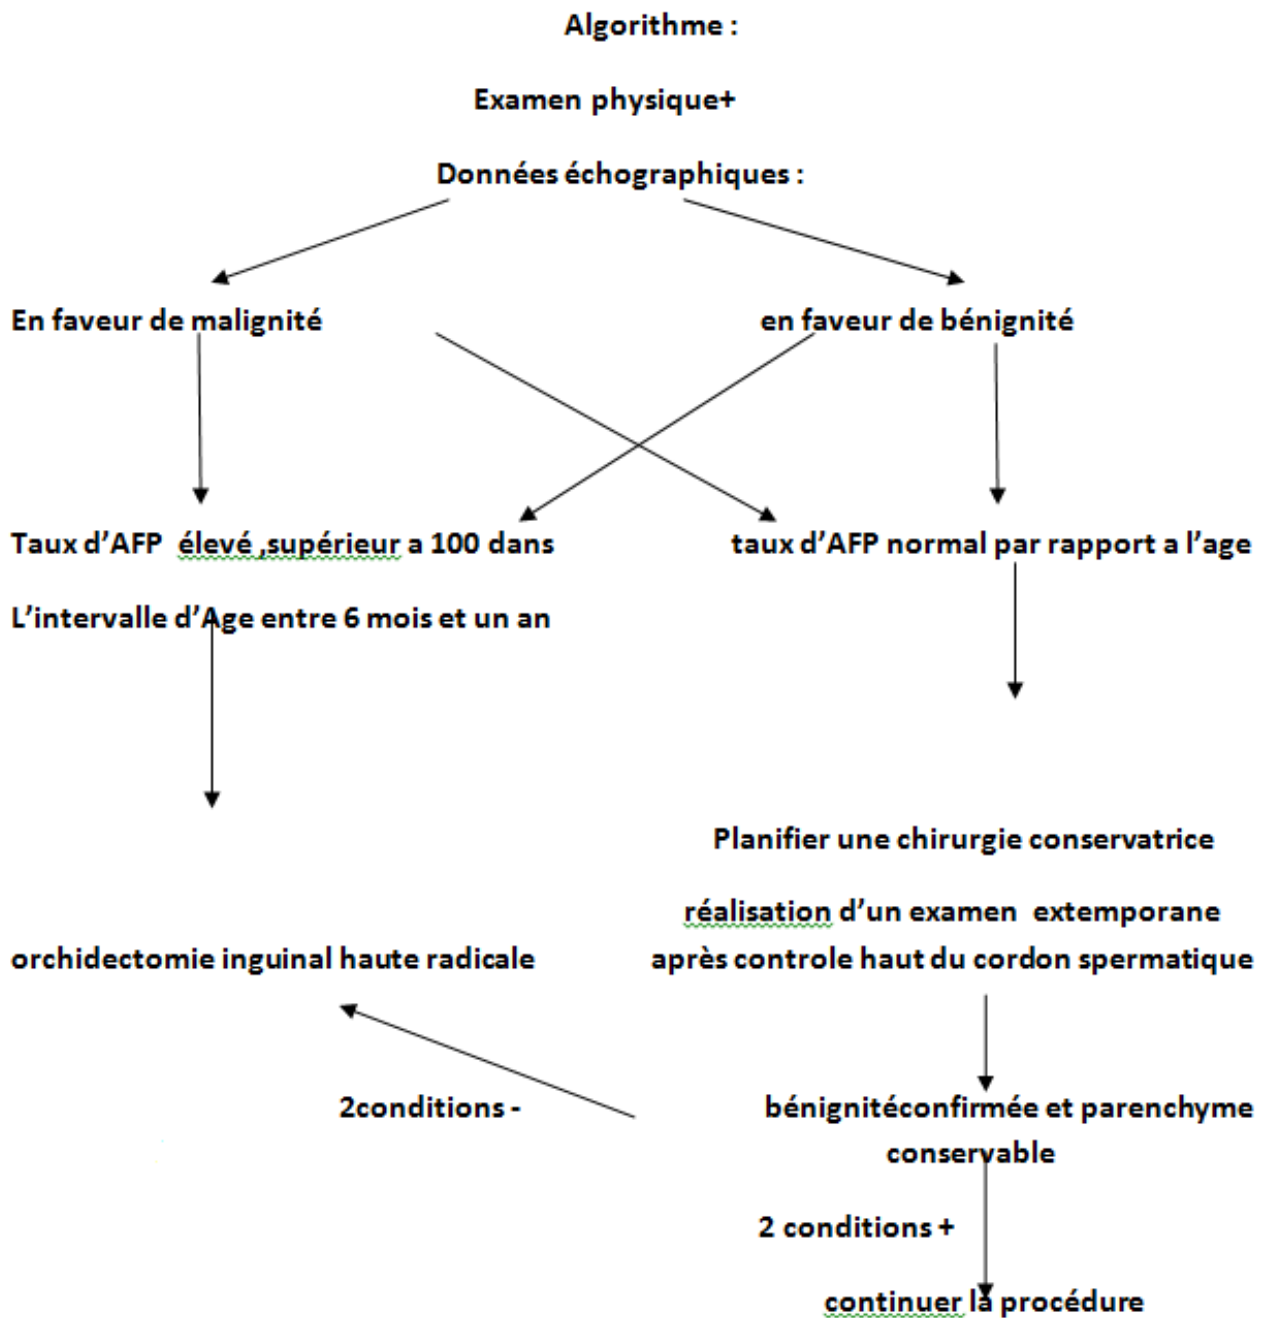 Algorithme :
Examen physique+
Données échographiques :
En faveur de malignité
en faveur de bénignité
Taux d’AFP élevé ,supérieur a 100 dans
L’intervalle d’Age entre 6 mois et un an
taux d’AFP normal par rapport a l’age
Planifier une chirurgie conservatrice
réalisation d’un examen extemporane
après controle haut du cordon spermatique
orchidectomie inguinal haute radicale
2conditions -
bénignitéconfirmée et parenchyme
conservable
2 conditions +
continuer la procédure